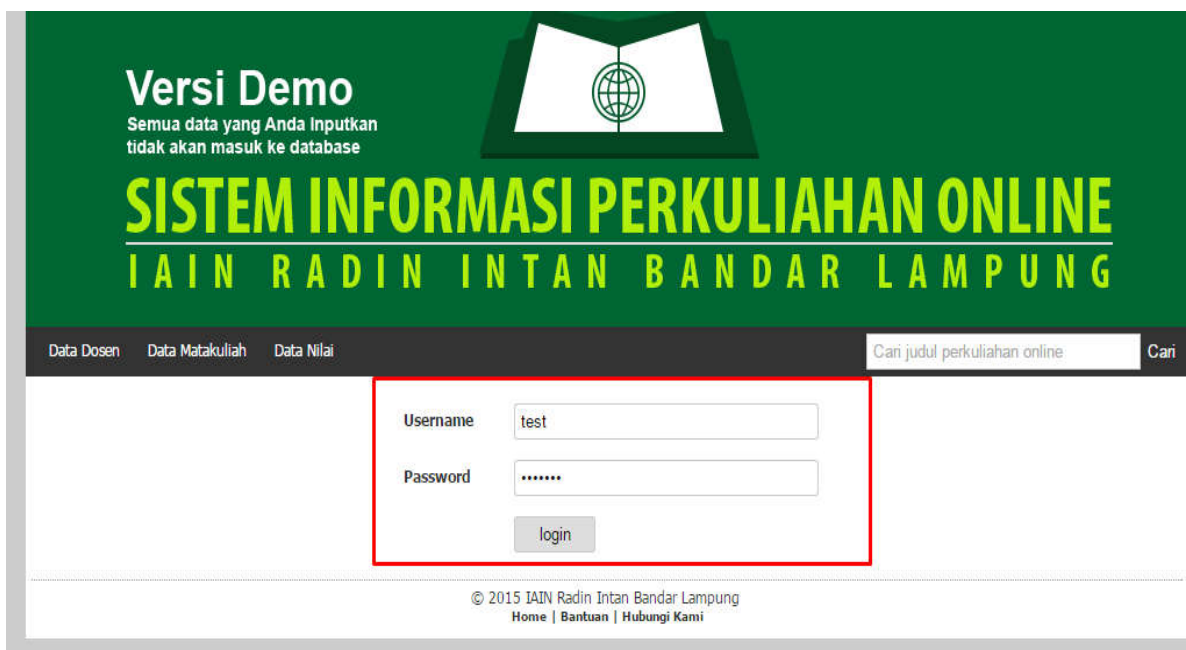 Versi Demo
Semua data yang Anda Inputkan
tidak akan masuk ke database
SISTEM INFORMASI PERKULIAHAN ONLINE
IAIN RADIN INTAN BANDAR LAMPUNG
Data Dosen Data Matakuliah Data Nilai Cari judul perkuliahan online Cari
Username test
Password •••••••
login
© 2015 IAIN Radin Intan Bandar Lampung
Home | Bantuan | Hubungi Kami